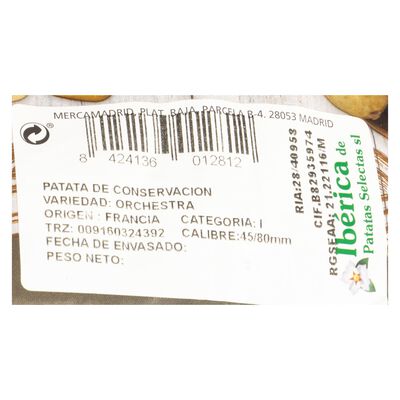 MERCAMADRID, PLAT. BAJA, PARCELA B-4. 28053 MADRID
8 424136 012812
PATATA DE CONSERVACION
VARIEDAD: ORCHESTRA
ORIGEN : FRANCIA CATEGORIA: I
TRZ: 009160324392 CALIBRE:45/80mm
FECHA DE ENVASADO:
PESO NETO:
RIA:28/40958
CIF.B82935974
RGSEAA: 21.22116/M
Ibérica de
Patatas Selectas sl